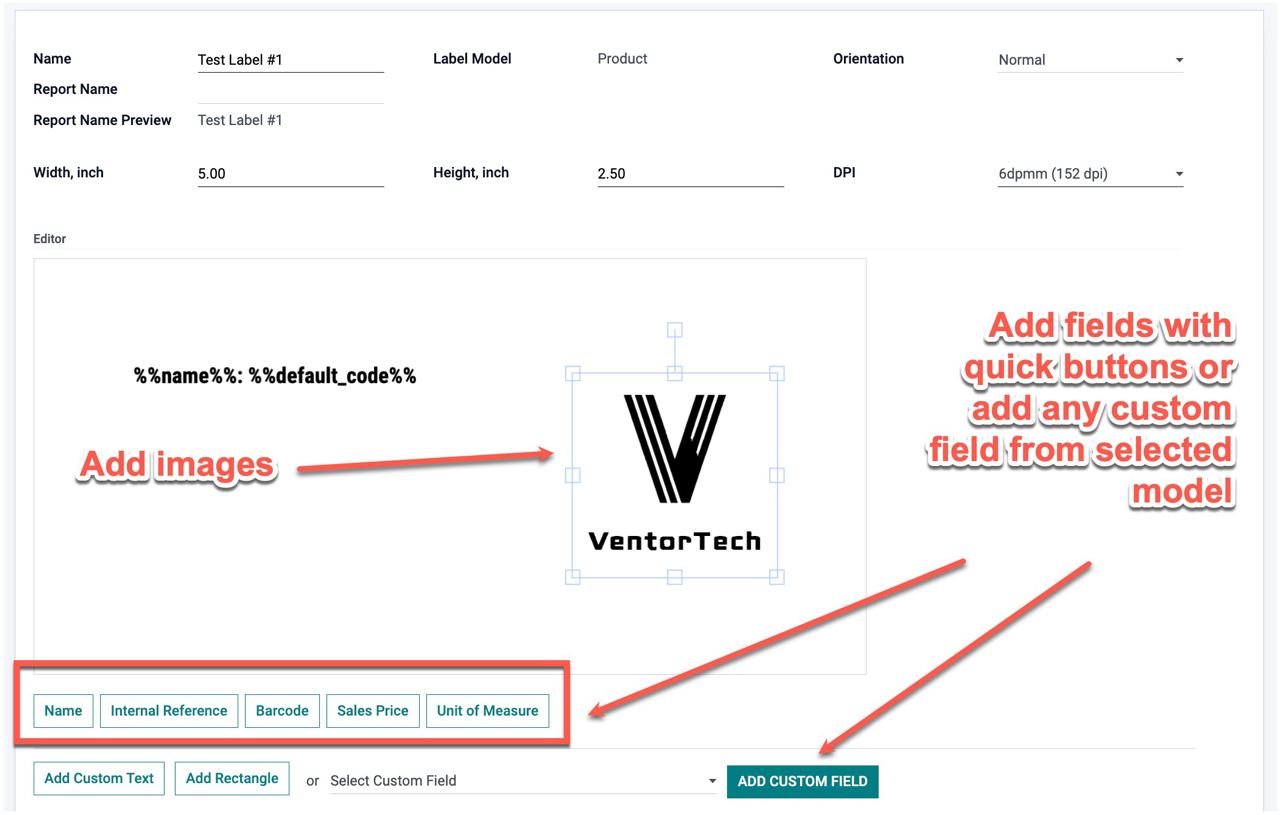 Name Test Label #1 Label Model Product Orientation Normal
Report Name
Report Name Preview Test Label #1
Width, inch 5.00 Height, inch 2.50 DPI 6dpmm (152 dpi)
Editor
%%name%%: %%default_code%%
Add images
VentorTech
Add fields with
quick buttons or
add any custom
field from selected
model
Name Internal Reference Barcode Sales Price Unit of Measure
Add Custom Text Add Rectangle or Select Custom Field ADD CUSTOM FIELD